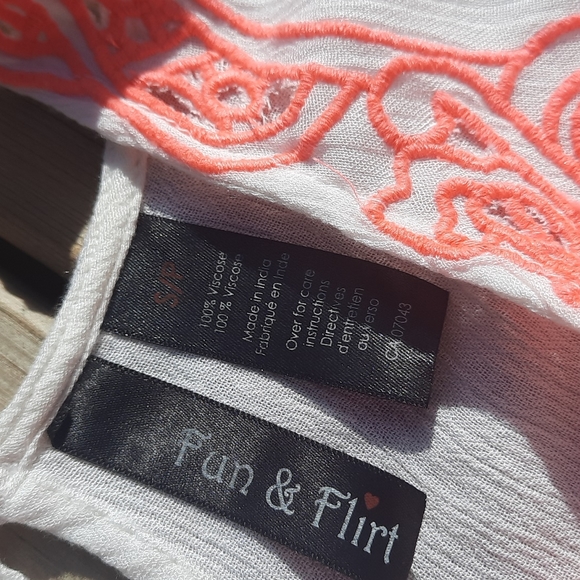 S/P
100% Viscose
100 % Viscose
Made in India
Fabriqué en Inde
Over for care
instructions
Directives
d'entretien
au verso
CA 07043
Fun & Flirt